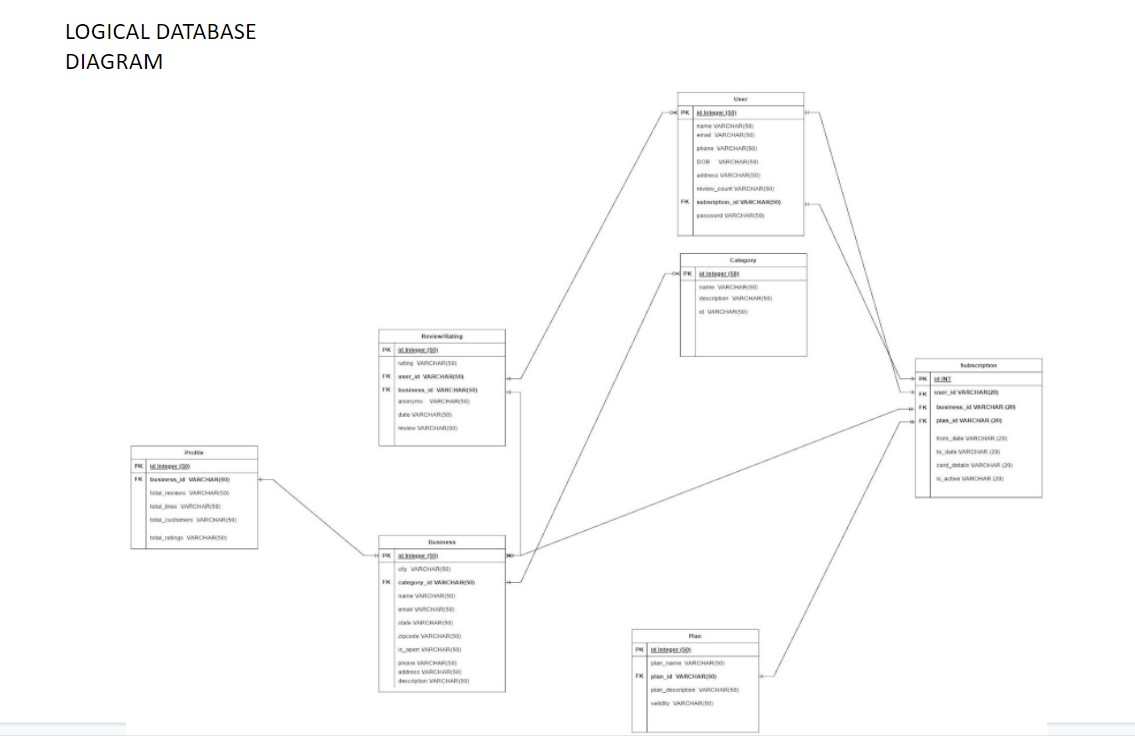 LOGICAL DATABASE
DIAGRAM
User
PK id Integer (50)
name VARCHAR(50)
email VARCHAR(50)
phone VARCHAR(50)
DOB VARCHAR(50)
address VARCHAR(50)
review_count VARCHAR(50)
FK subscription_id VARCHAR(50)
password VARCHAR(50)
Category
PK id Integer (50)
name VARCHAR(50)
description VARCHAR(50)
id VARCHAR(50)
Review/Rating
PK id Integer (50)
rating VARCHAR(50)
FK user_id VARCHAR(50)
FK business_id VARCHAR(50)
VARCHAR(50)
date VARCHAR(50)
review VARCHAR(50)
Subscription
PK id INT
FK user_id VARCHAR(20)
FK business_id VARCHAR (20)
FK plan_id VARCHAR (20)
from_date VARCHAR (20)
to_date VARCHAR (20)
card_details VARCHAR (20)
is_active VARCHAR (20)
Profile
PK id Integer (50)
FK business_id VARCHAR(50)
total_reviews VARCHAR(50)
VARCHAR(50)
total_customers VARCHAR(50)
total_ratings VARCHAR(50)
Business
PK id Integer (50)
city VARCHAR(50)
FK category_id VARCHAR(50)
name VARCHAR(50)
email VARCHAR(50)
state VARCHAR(50)
zipcode VARCHAR(50)
is_open VARCHAR(50)
phone VARCHAR(50)
address VARCHAR(50)
description VARCHAR(50)
Plan
PK id Integer (50)
plan_name VARCHAR(50)
FK plan_id VARCHAR(50)
plan_description VARCHAR(50)
validity VARCHAR(50)